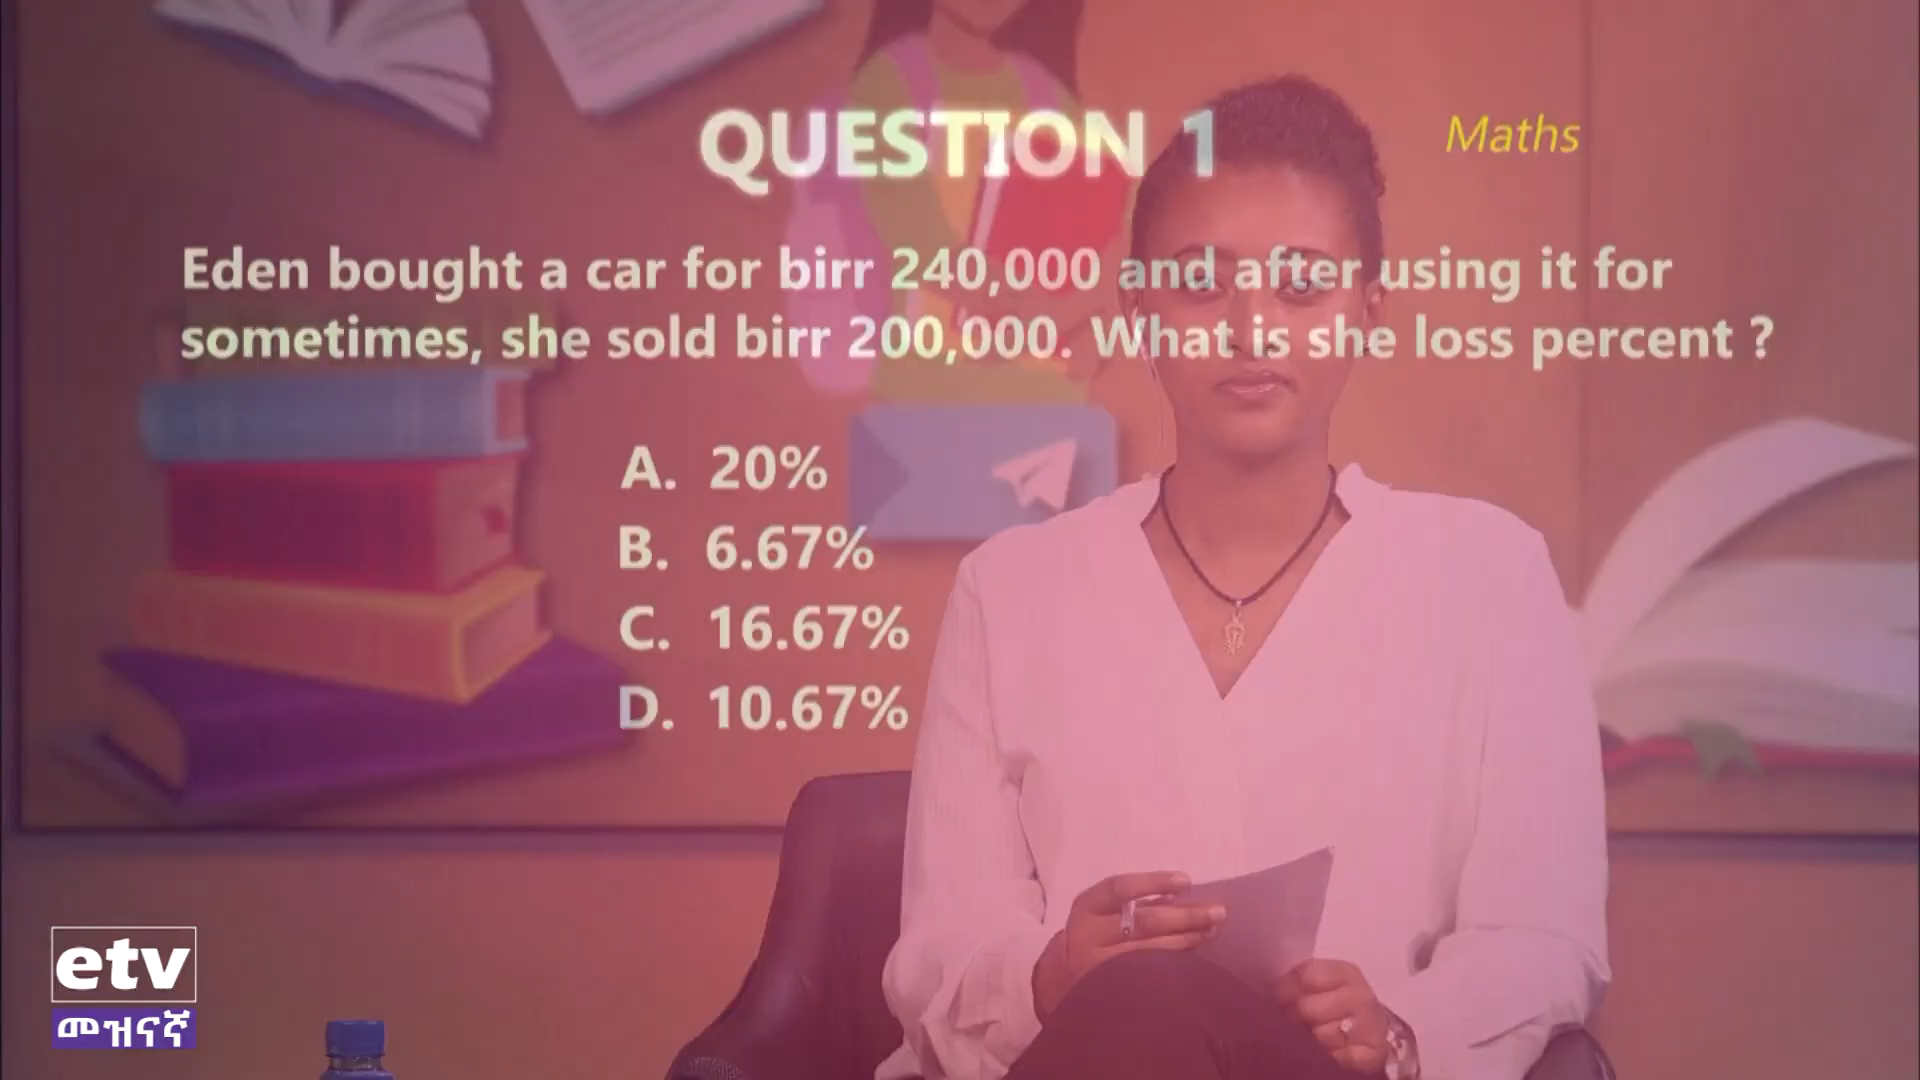 QUESTION 1
Maths
Eden bought a car for birr 240,000 and after using it for
sometimes, she sold birr 200,000. What is she loss percent ?
A. 20%
B. 6.67%
C. 16.67%
D. 10.67%
etv
መዝናኛ